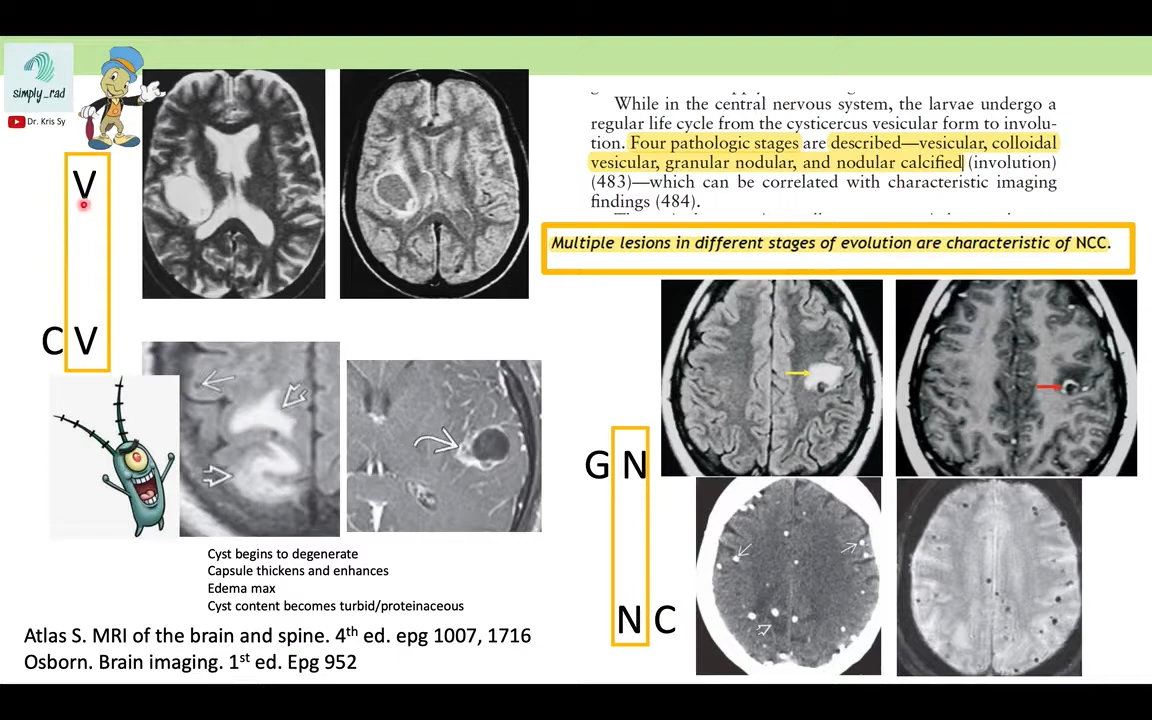 simply_rad
Dr. Kris Sy
V
C V
While in the central nervous system, the larvae undergo a
regular life cycle from the cysticercus vesicular form to involu-
tion. Four pathologic stages are described—vesicular, colloidal
vesicular, granular nodular, and nodular calcified (involution)
(483)—which can be correlated with characteristic imaging
findings (484).
Multiple lesions in different stages of evolution are characteristic of NCC.
G N
N C
Cyst begins to degenerate
Capsule thickens and enhances
Edema max
Cyst content becomes turbid/proteinaceous
Atlas S. MRI of the brain and spine. 4th ed. epg 1007, 1716
Osborn. Brain imaging. 1st ed. Epg 952